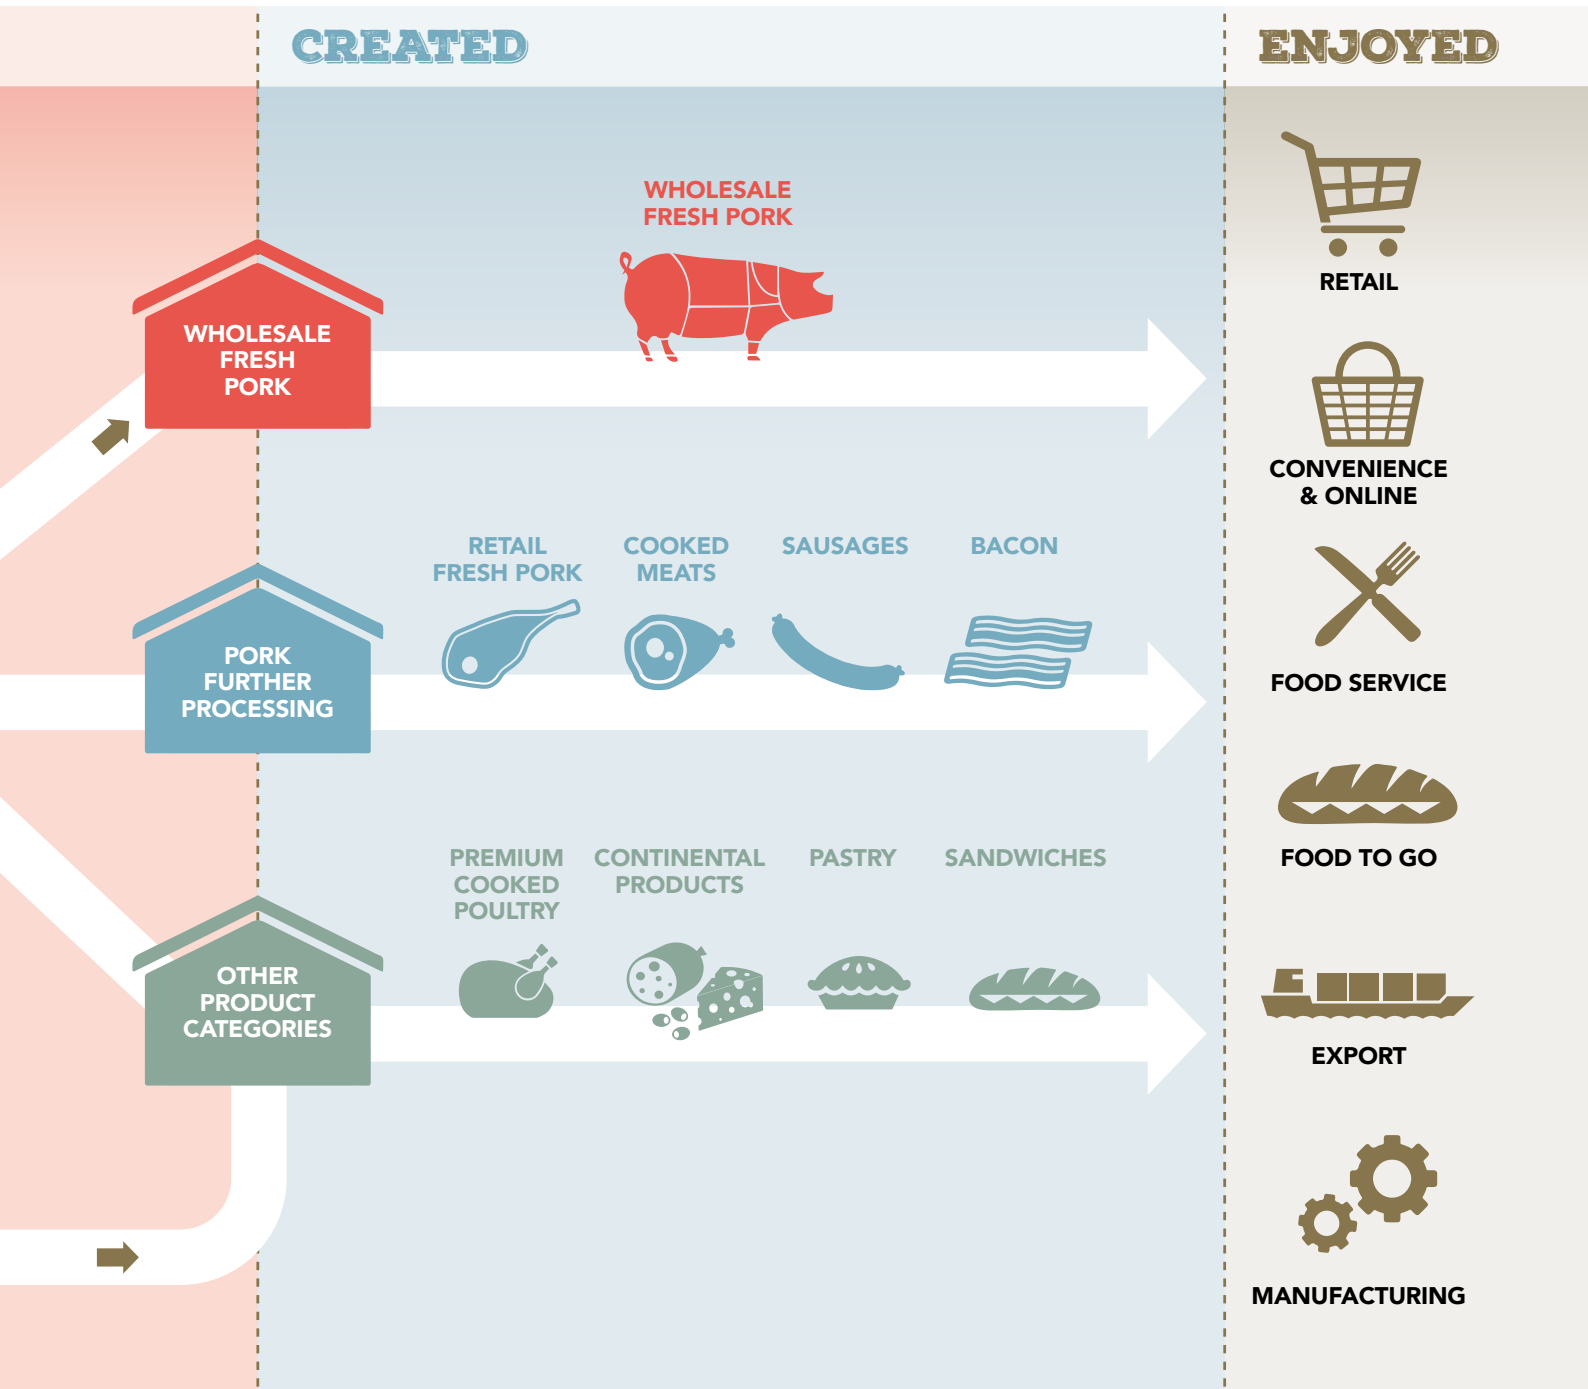 CREATED
ENJOYED
WHOLESALE
FRESH PORK
WHOLESALE
FRESH
PORK
RETAIL
FRESH PORK
COOKED
MEATS
SAUSAGES
BACON
PORK
FURTHER
PROCESSING
PREMIUM
COOKED
POULTRY
CONTINENTAL
PRODUCTS
PASTRY
SANDWICHES
OTHER
PRODUCT
CATEGORIES
RETAIL
CONVENIENCE
& ONLINE
FOOD SERVICE
FOOD TO GO
EXPORT
MANUFACTURING